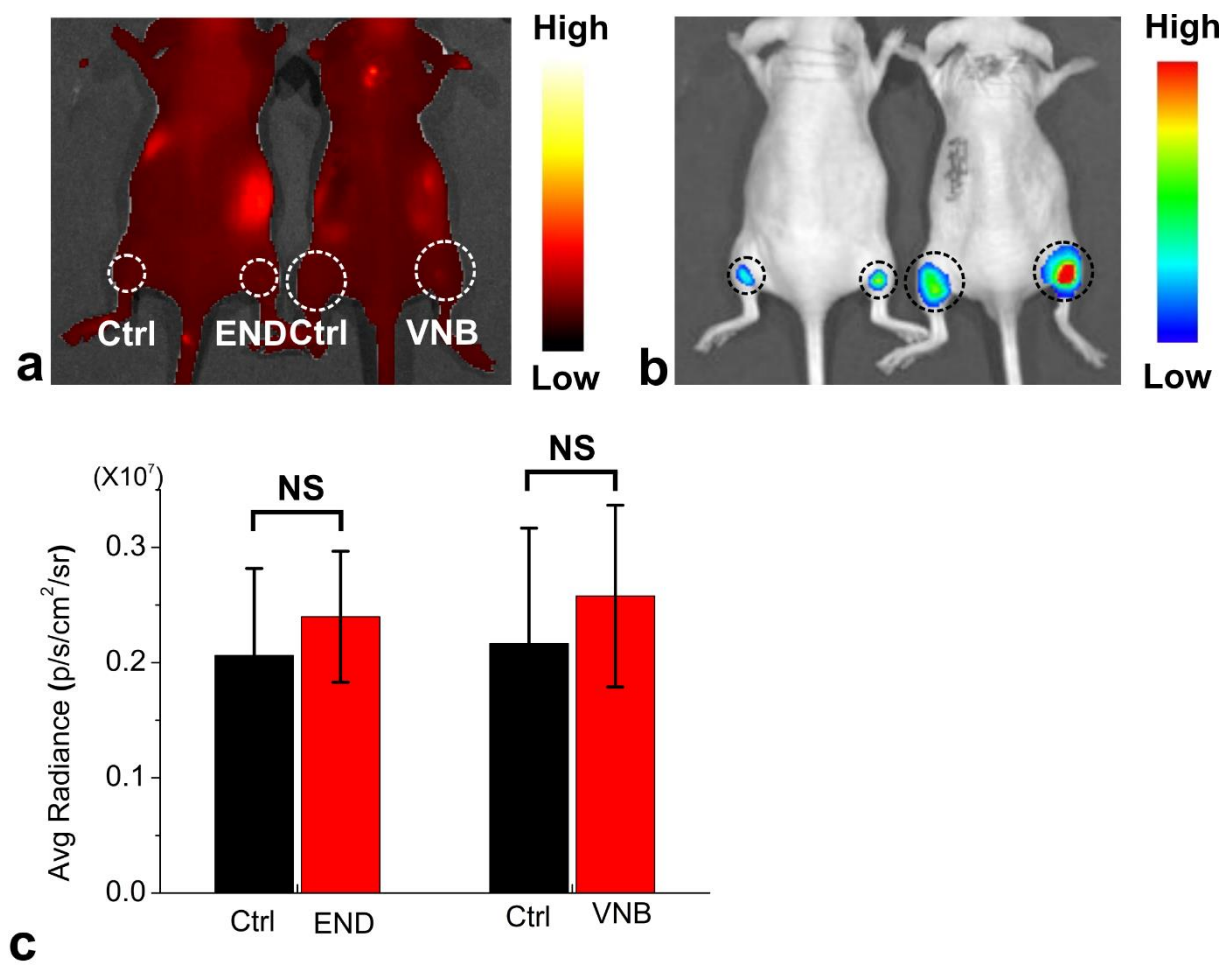 High
Ctrl ENDCtrl VNB
Low
a
High
Low
b
(X10⁷)
NS
NS
Avg Radiance (p/s/cm²/sr)
0.3
0.2
0.1
0.0
Ctrl END Ctrl VNB
c